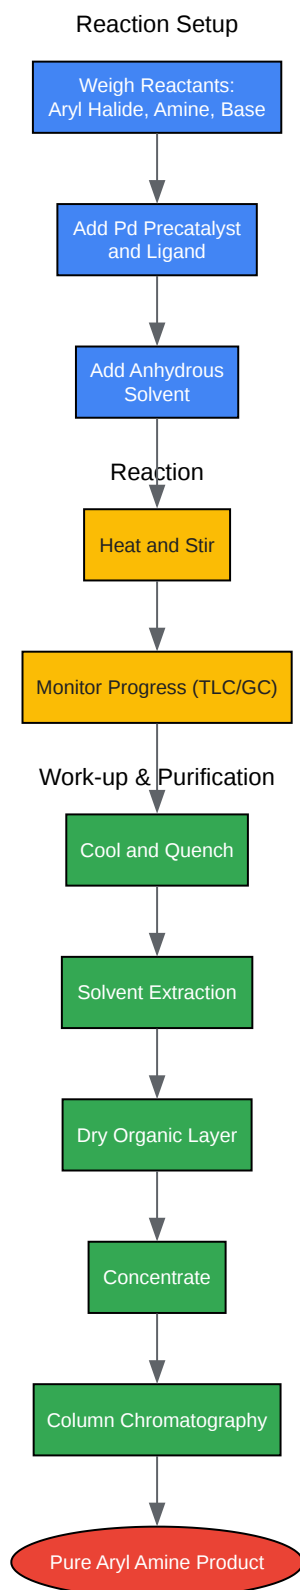 Reaction Setup
Weigh Reactants:
Aryl Halide, Amine, Base
Add Pd Precatalyst
and Ligand
Add Anhydrous
Solvent
Reaction
Heat and Stir
Monitor Progress (TLC/GC)
Work-up & Purification
Cool and Quench
Solvent Extraction
Dry Organic Layer
Concentrate
Column Chromatography
Pure Aryl Amine Product